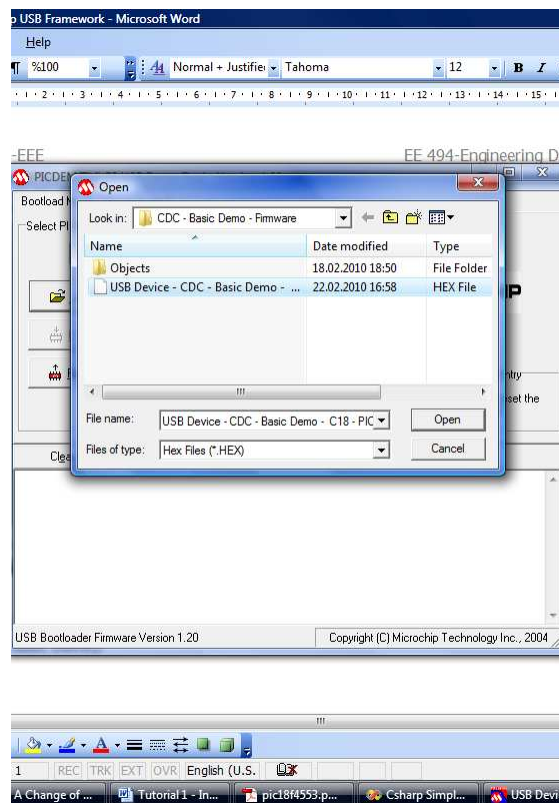 o USB Framework - Microsoft Word
Help
¶ %100 Normal + Justifie Tahoma 12 B I
· 2 · 3 · 4 · 5 · 6 · 7 · 8 · 9 · 10 · 11 · 12 · 13 · 14 · 15 ·
-EEE EE 494-Engineering D
PICDE
Open
Bootload
Look in: CDC - Basic Demo - Firmware
Select Pl
Name Date modified Type
Objects 18.02.2010 18:50 File Folder
USB Device - CDC - Basic Demo - ... 22.02.2010 16:58 HEX File
IP
ntry
set the
File name: USB Device - CDC - Basic Demo - C18 - PIC Open
Files of type: Hex Files (*.HEX) Cancel
Clea
USB Bootloader Firmware Version 1.20 Copyright (C) Microchip Technology Inc., 2004
1 REC TRK EXT OVR English (U.S.
A Change of ... Tutorial 1 - In... pic18f4553.p... Csharp Simpl... USB Devi